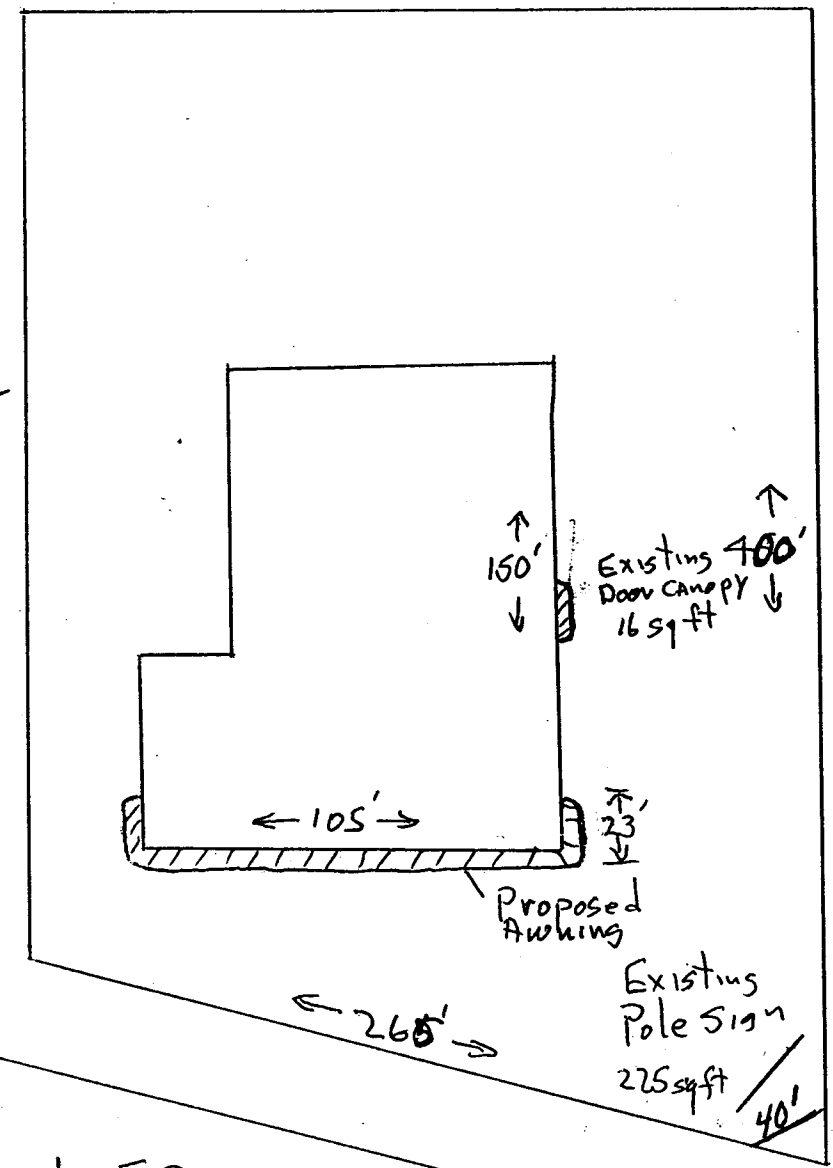 150'
Existing
Door Canopy
16 sq ft
400'
105'
23'
Proposed
Awning
Existing
Pole Sign
225 sq ft
40'